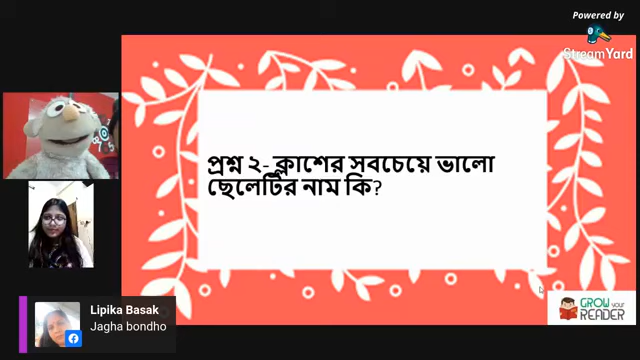 Powered by
StreamYard
প্রশ্ন ২- ক্লাশের সবচেয়ে ভালো
ছেলেটির নাম কি?
Lipika Basak
Jagha bondho
GROW your
READER